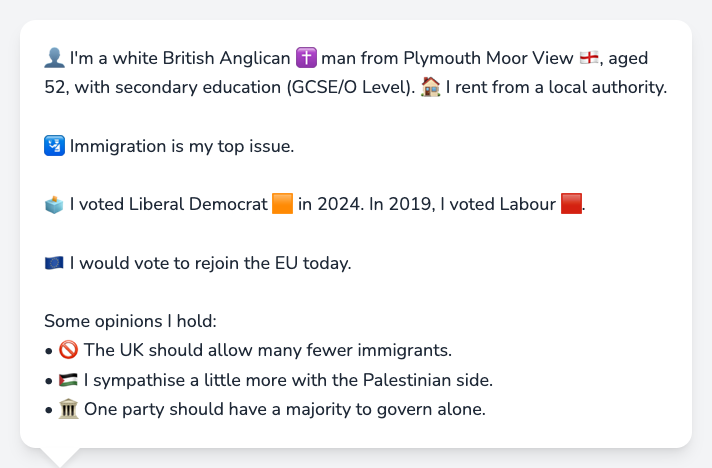 👤 I'm a white British Anglican ✝️ man from Plymouth Moor View 🏴󠁧󠁢󠁥󠁮󠁧󠁿, aged
52, with secondary education (GCSE/O Level). 🏠 I rent from a local authority.
🛂 Immigration is my top issue.
🗳️ I voted Liberal Democrat 🟧 in 2024. In 2019, I voted Labour 🟥.
🇪🇺 I would vote to rejoin the EU today.
Some opinions I hold:
• 🚫 The UK should allow many fewer immigrants.
• 🇵🇸 I sympathise a little more with the Palestinian side.
• 🏛️ One party should have a majority to govern alone.